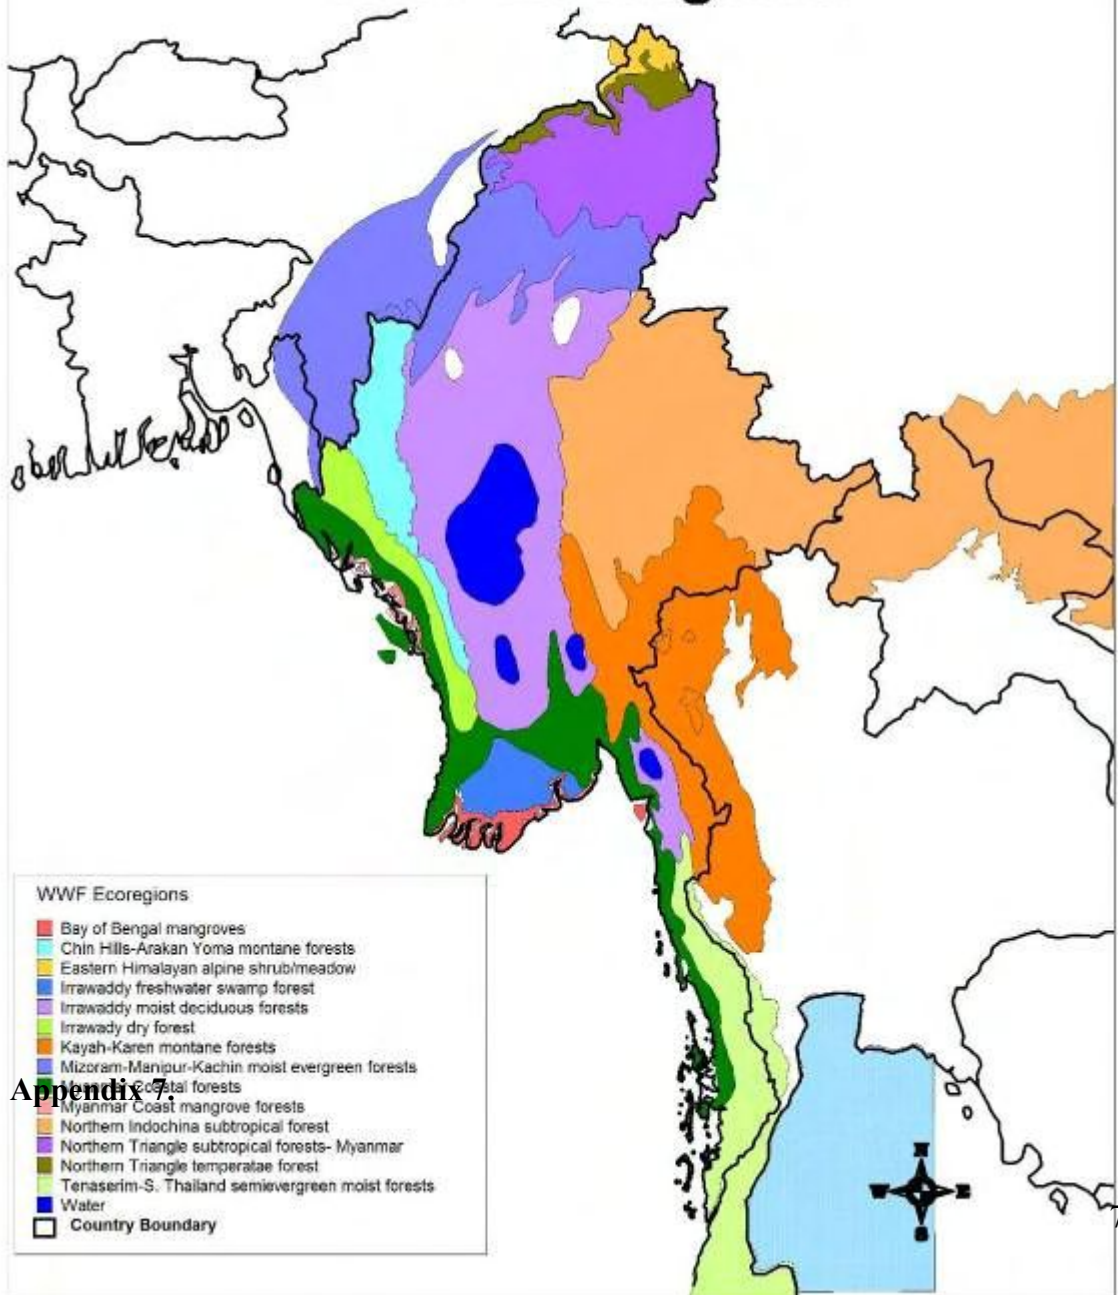 N
W E
S
WWF Ecoregions
Bay of Bengal mangroves
Chin Hills-Arakan Yoma montane forests
Eastern Himalayan alpine shrub/meadow
Irrawaddy freshwater swamp forest
Irrawaddy moist deciduous forests
Irrawady dry forest
Kayah-Karen montane forests
Mizoram-Manipur-Kachin moist evergreen forests
Coastal forests
Appendix 7.
Myanmar Coast mangrove forests
Northern Indochina subtropical forest
Northern Triangle subtropical forests- Myanmar
Northern Triangle temperatae forest
Tenaserim-S. Thailand semievergreen moist forests
Water
Country Boundary